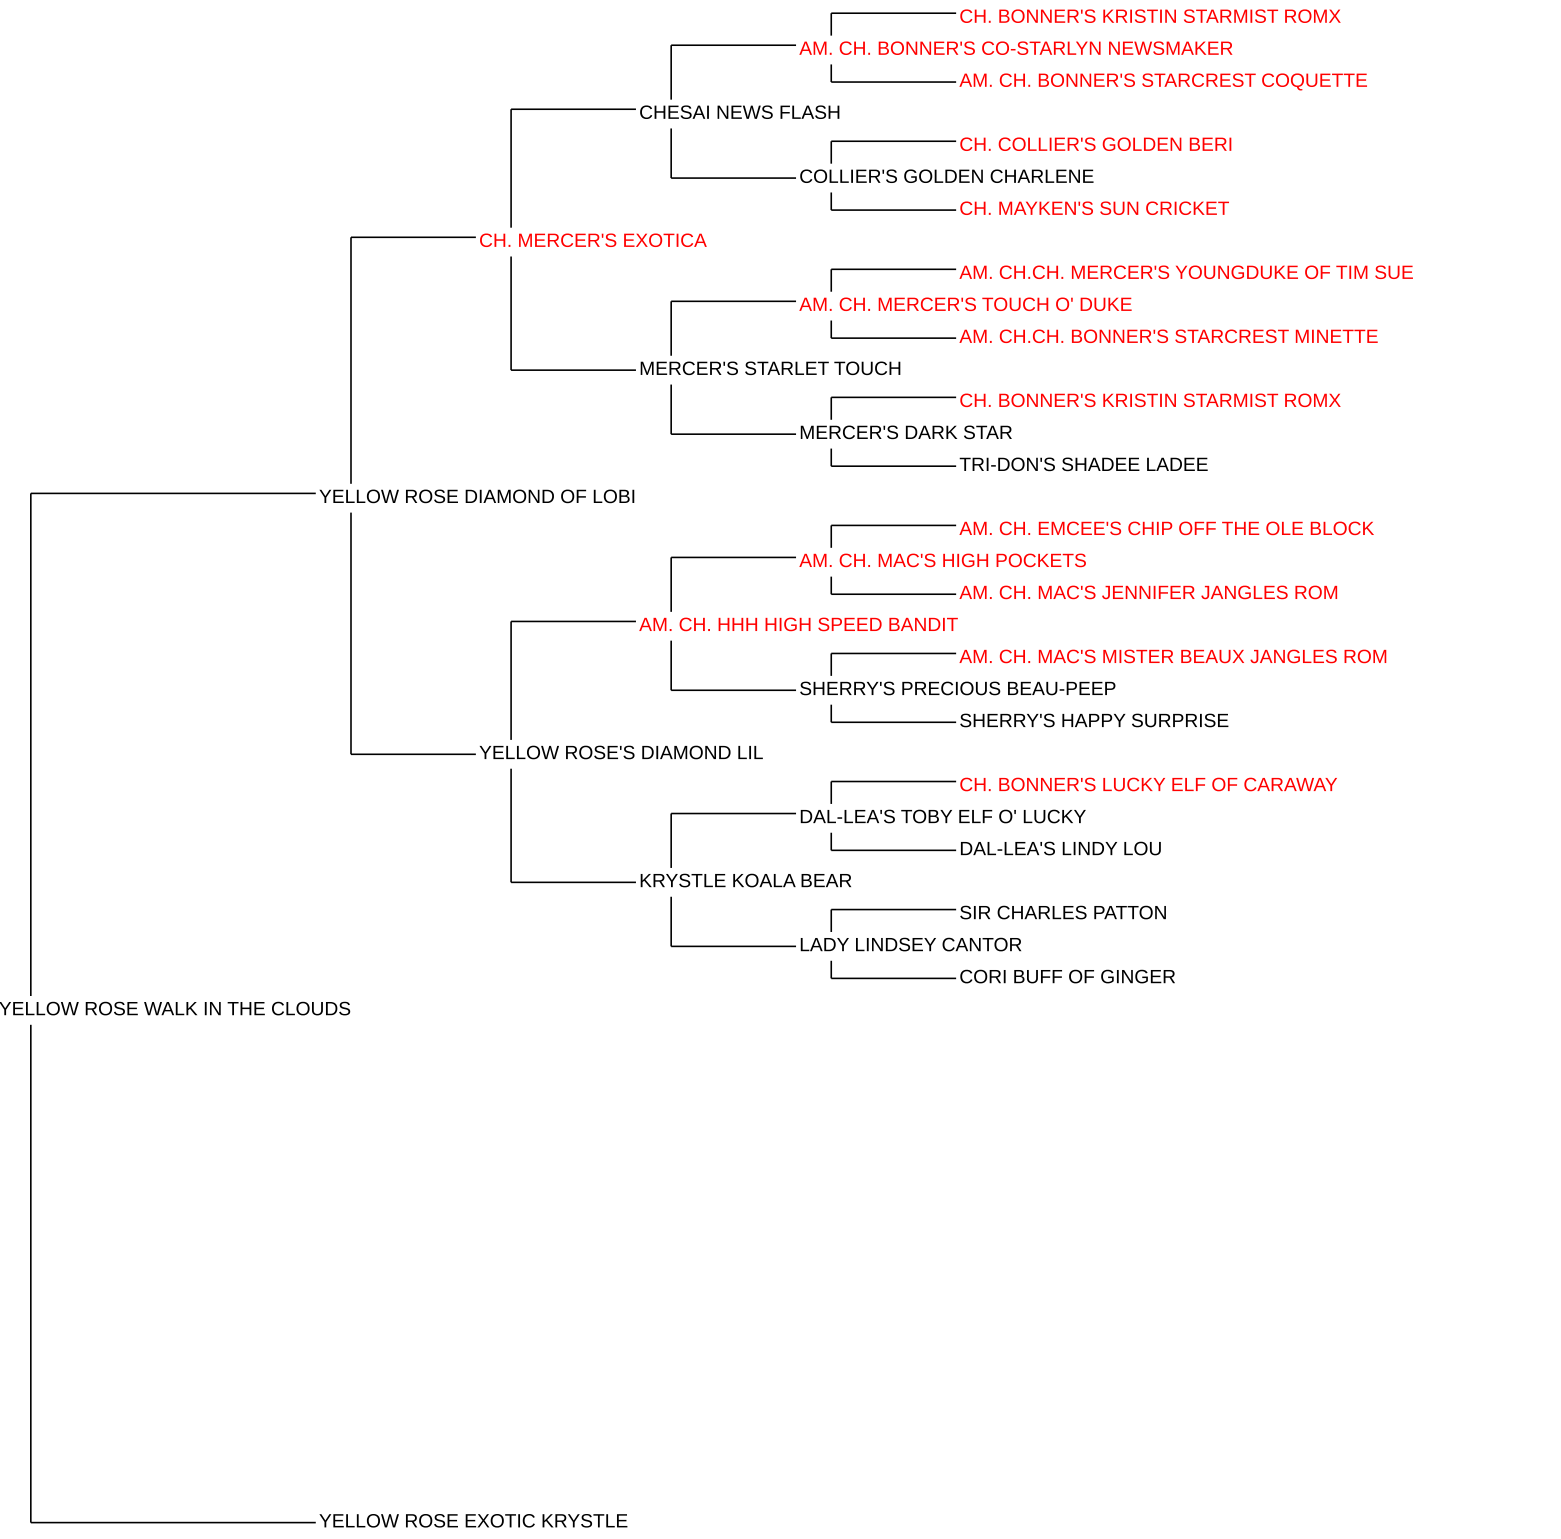 CH. BONNER'S KRISTIN STARMIST ROMX
AM. CH. BONNER'S CO-STARLYN NEWSMAKER
AM. CH. BONNER'S STARCREST COQUETTE
CHESAI NEWS FLASH
CH. COLLIER'S GOLDEN BERI
COLLIER'S GOLDEN CHARLENE
CH. MAYKEN'S SUN CRICKET
CH. MERCER'S EXOTICA
AM. CH.CH. MERCER'S YOUNGDUKE OF TIM SUE
AM. CH. MERCER'S TOUCH O' DUKE
AM. CH.CH. BONNER'S STARCREST MINETTE
MERCER'S STARLET TOUCH
CH. BONNER'S KRISTIN STARMIST ROMX
MERCER'S DARK STAR
TRI-DON'S SHADEE LADEE
YELLOW ROSE DIAMOND OF LOBI
AM. CH. EMCEE'S CHIP OFF THE OLE BLOCK
AM. CH. MAC'S HIGH POCKETS
AM. CH. MAC'S JENNIFER JANGLES ROM
AM. CH. HHH HIGH SPEED BANDIT
AM. CH. MAC'S MISTER BEAUX JANGLES ROM
SHERRY'S PRECIOUS BEAU-PEEP
SHERRY'S HAPPY SURPRISE
YELLOW ROSE'S DIAMOND LIL
CH. BONNER'S LUCKY ELF OF CARAWAY
DAL-LEA'S TOBY ELF O' LUCKY
DAL-LEA'S LINDY LOU
KRYSTLE KOALA BEAR
SIR CHARLES PATTON
LADY LINDSEY CANTOR
CORI BUFF OF GINGER
YELLOW ROSE WALK IN THE CLOUDS
YELLOW ROSE EXOTIC KRYSTLE